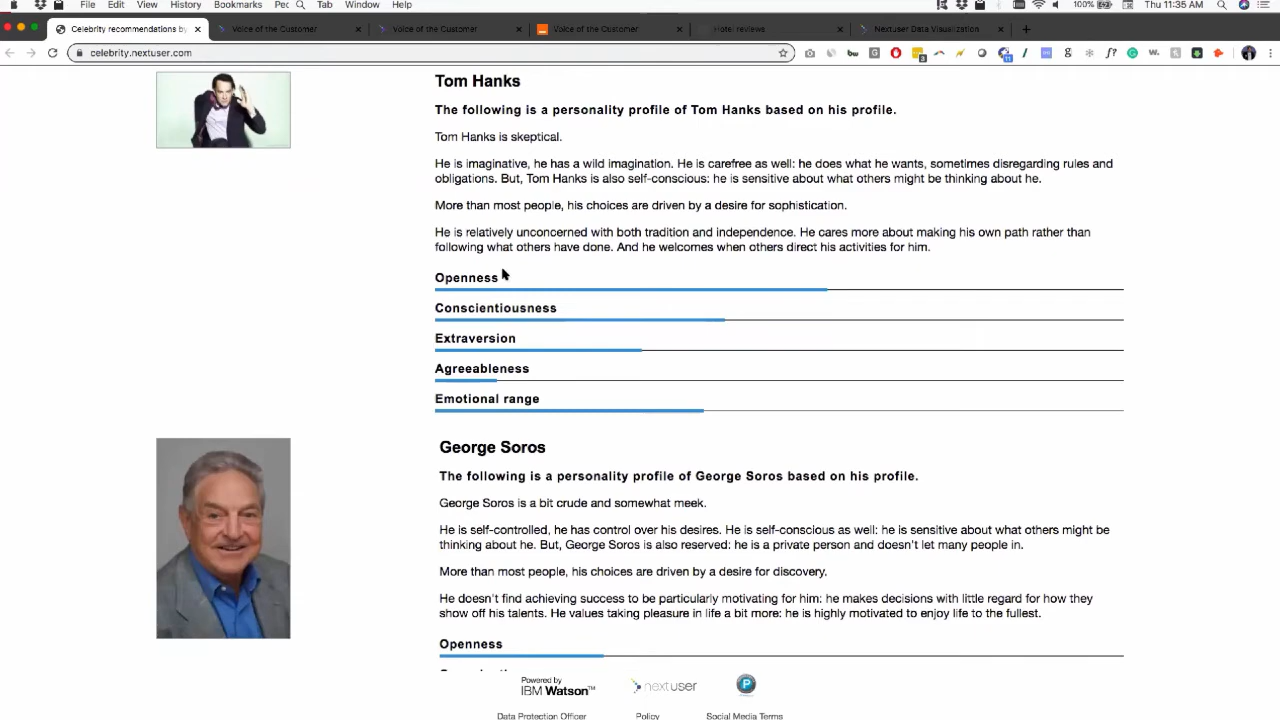 File Edit View History Bookmarks Tab Window Help
100% Thu 11:35 AM
Celebrity recommendations by
Voice of the Customer
Voice of the Customer
Voice of the Customer
Hotel reviews
Nextuser Data Visualization
celebrity.nextuser.com
Tom Hanks
The following is a personality profile of Tom Hanks based on his profile.
Tom Hanks is skeptical.
He is imaginative, he has a wild imagination. He is carefree as well: he does what he wants, sometimes disregarding rules and
obligations. But, Tom Hanks is also self-conscious: he is sensitive about what others might be thinking about he.
More than most people, his choices are driven by a desire for sophistication.
He is relatively unconcerned with both tradition and independence. He cares more about making his own path rather than
following what others have done. And he welcomes when others direct his activities for him.
Openness
Conscientiousness
Extraversion
Agreeableness
Emotional range
George Soros
The following is a personality profile of George Soros based on his profile.
George Soros is a bit crude and somewhat meek.
He is self-controlled, he has control over his desires. He is self-conscious as well: he is sensitive about what others might be
thinking about he. But, George Soros is also reserved: he is a private person and doesn't let many people in.
More than most people, his choices are driven by a desire for discovery.
He doesn't find achieving success to be particularly motivating for him: he makes decisions with little regard for how they
show off his talents. He values taking pleasure in life a bit more: he is highly motivated to enjoy life to the fullest.
Openness
Powered by
IBM Watson™
nextuser
P
Data Protection Officer Policy Social Media Terms